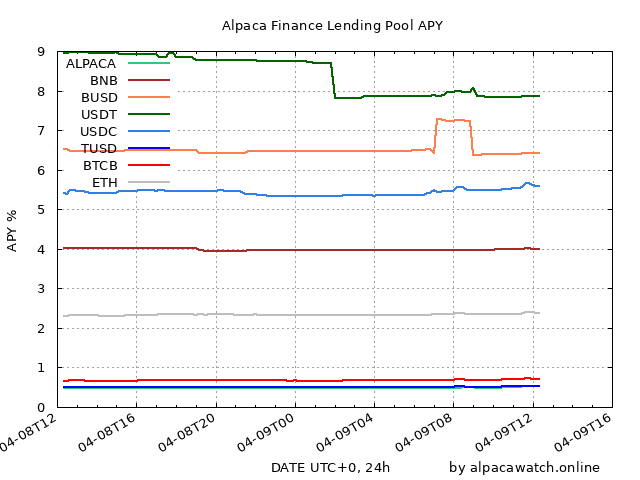 Alpaca Finance Lending Pool APY
9
8
7
6
5
4
3
2
1
0
APY %
ALPACA
BNB
BUSD
USDT
USDC
TUSD
BTCB
ETH
04-08T12
04-08T16
04-08T20
04-09T00
04-09T04
04-09T08
04-09T12
04-09T16
DATE UTC+0, 24h
by alpacawatch.online